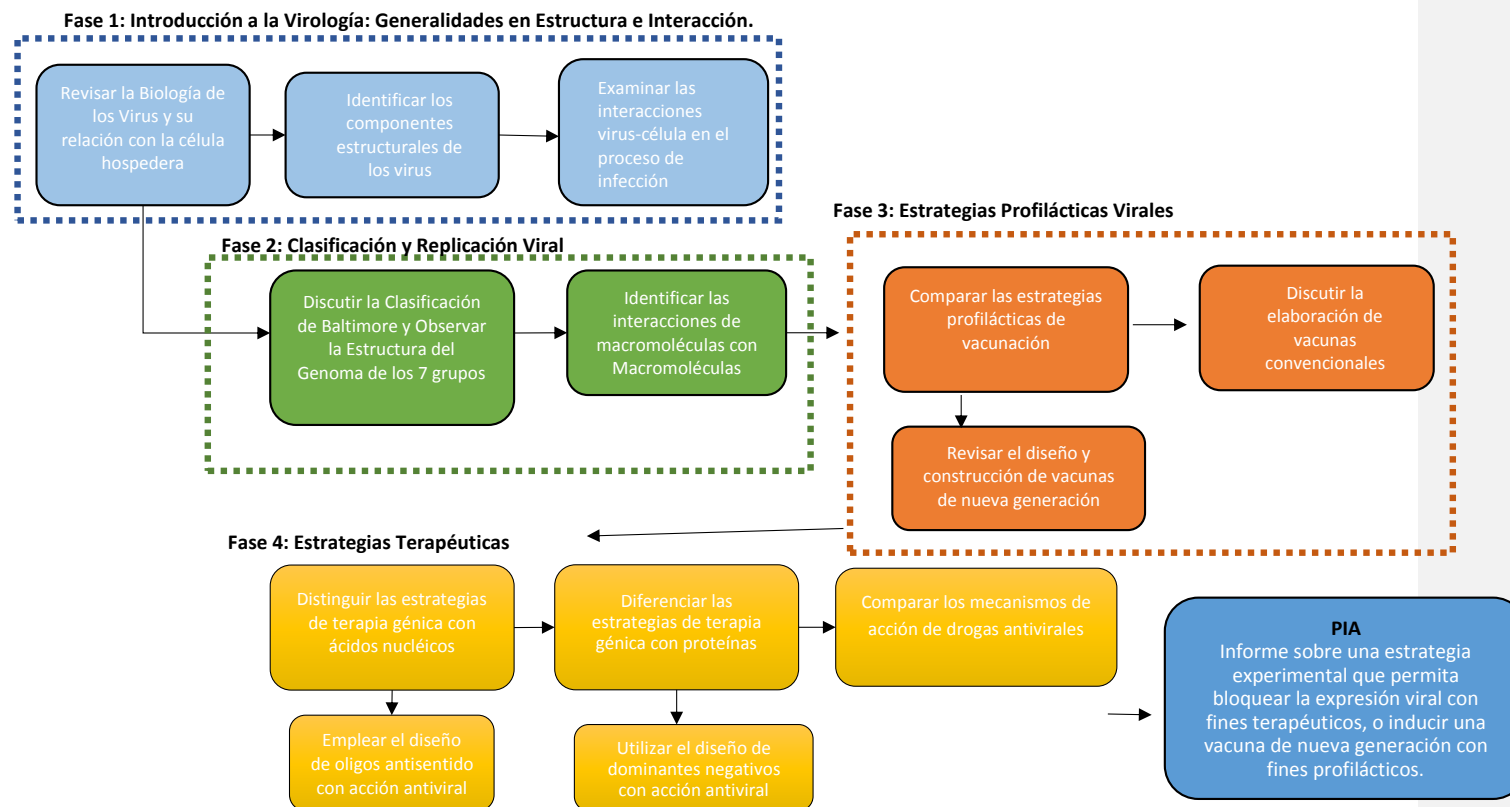 Fase 1: Introducción a la Virología: Generalidades en Estructura e Interacción.
Revisar la Biología de
los Virus y su
relación con la célula
hospedera
Identificar los
componentes
estructurales de
los virus
Examinar las
interacciones
virus-célula en el
proceso de
infección
Fase 2: Clasificación y Replicación Viral
Discutir la Clasificación
de Baltimore y Observar
la Estructura del
Genoma de los 7 grupos
Identificar las
interacciones de
macromoléculas con
Macromoléculas
Fase 3: Estrategias Profilácticas Virales
Comparar las estrategias
profilácticas de
vacunación
Discutir la
elaboración de
vacunas
convencionales
Revisar el diseño y
construcción de vacunas
de nueva generación
Fase 4: Estrategias Terapéuticas
Distinguir las estrategias
de terapia génica con
ácidos nucléicos
Diferenciar las
estrategias de terapia
génica con proteínas
Comparar los mecanismos de
acción de drogas antivirales
Emplear el diseño
de oligos antisentido
con acción antiviral
Utilizar el diseño de
dominantes negativos
con acción antiviral
PIA
Informe sobre una estrategia
experimental que permita
bloquear la expresión viral con
fines terapéuticos, o inducir una
vacuna de nueva generación con
fines profilácticos.